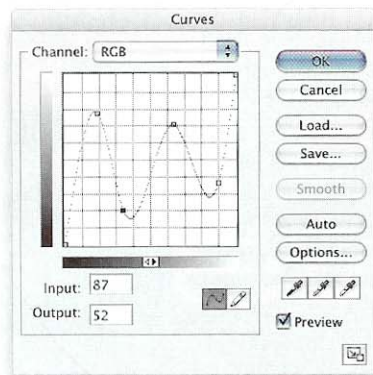 Curves
Channel: RGB
OK
Cancel
Load...
Save...
Smooth
Auto
Options...
Input: 87
Output: 52
Preview